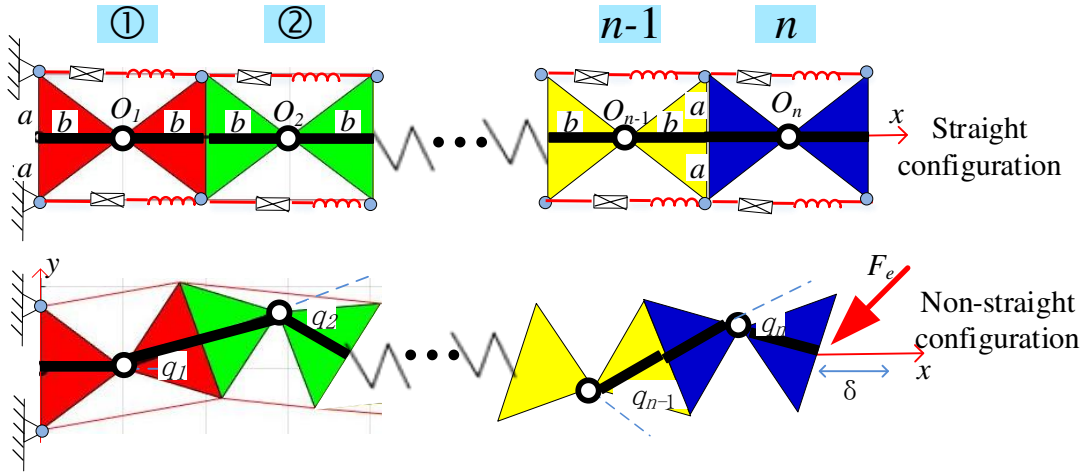 ① ② n-1 n
a b O₁ b b O₂ b b Oₙ₋₁ b a Oₙ x Straight
a a configuration
y Fₑ Non-straight
q₁ q₂ qₙ₋₁ qₙ configuration
δ x